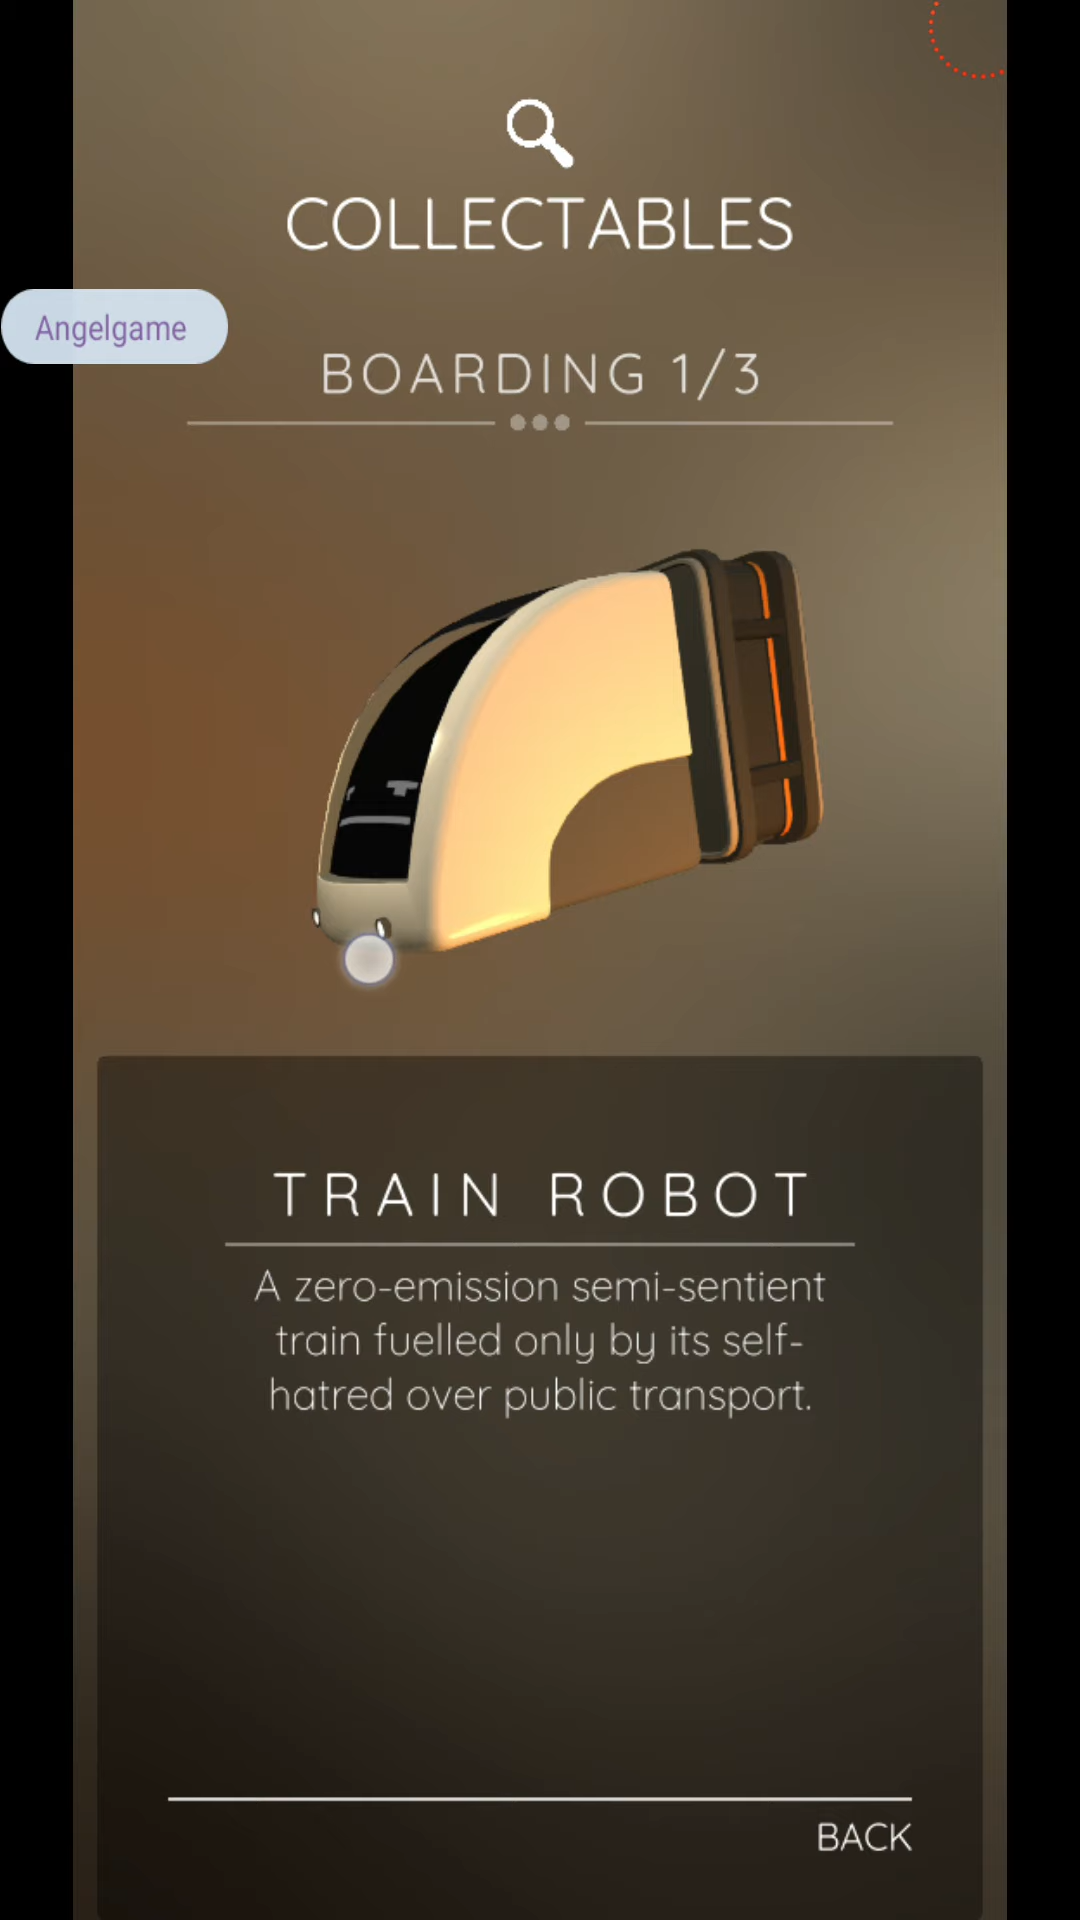 COLLECTABLES
Angelgame
BOARDING 1/3
TRAIN ROBOT
A zero-emission semi-sentient
train fuelled only by its self-
hatred over public transport.
BACK